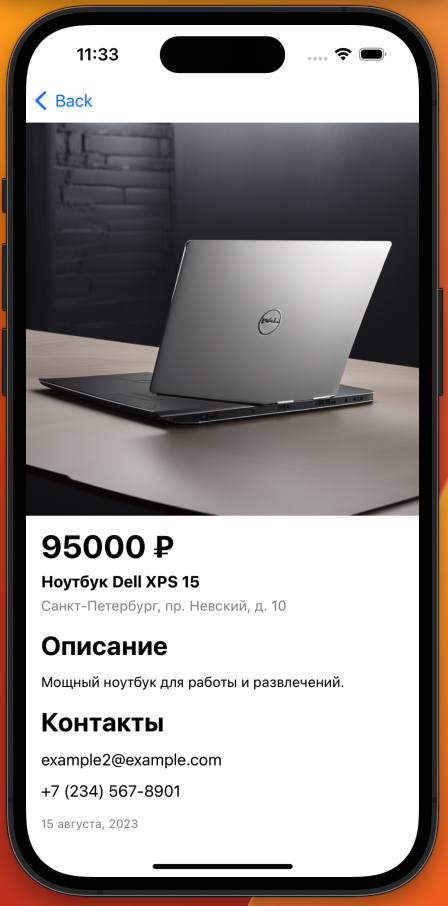 11:33
Back
DELL
95000 ₽
Ноутбук Dell XPS 15
Санкт-Петербург, пр. Невский, д. 10
Описание
Мощный ноутбук для работы и развлечений.
Контакты
example2@example.com
+7 (234) 567-8901
15 августа, 2023